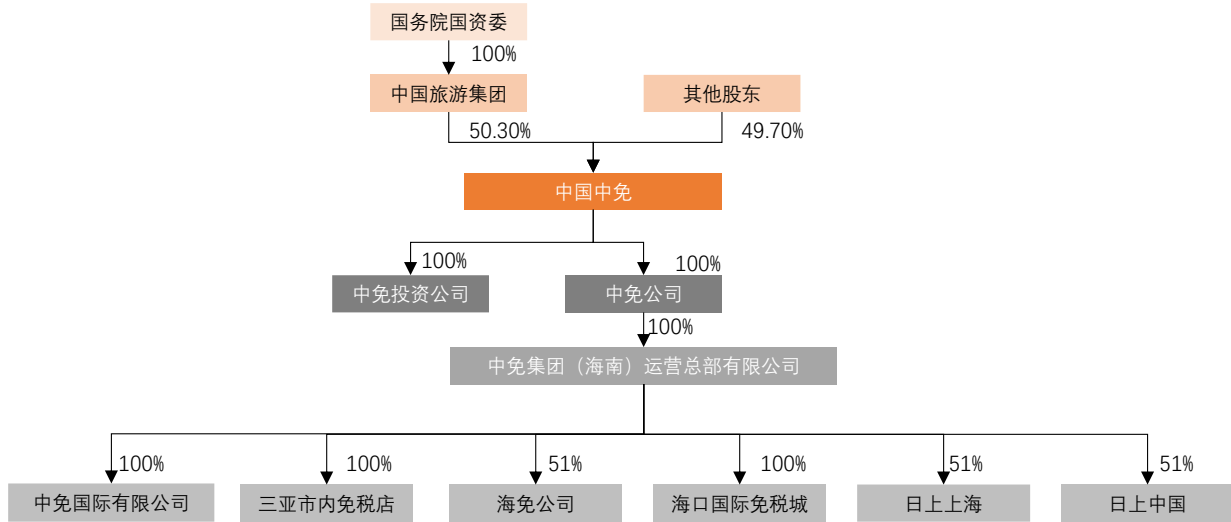 国务院国资委
100%
中国旅游集团
其他股东
50.30%
49.70%
中国中免
100%
100%
中免投资公司
中免公司
100%
中免集团（海南）运营总部有限公司
100%
100%
51%
100%
51%
51%
中免国际有限公司
三亚市内免税店
海免公司
海口国际免税城
日上上海
日上中国